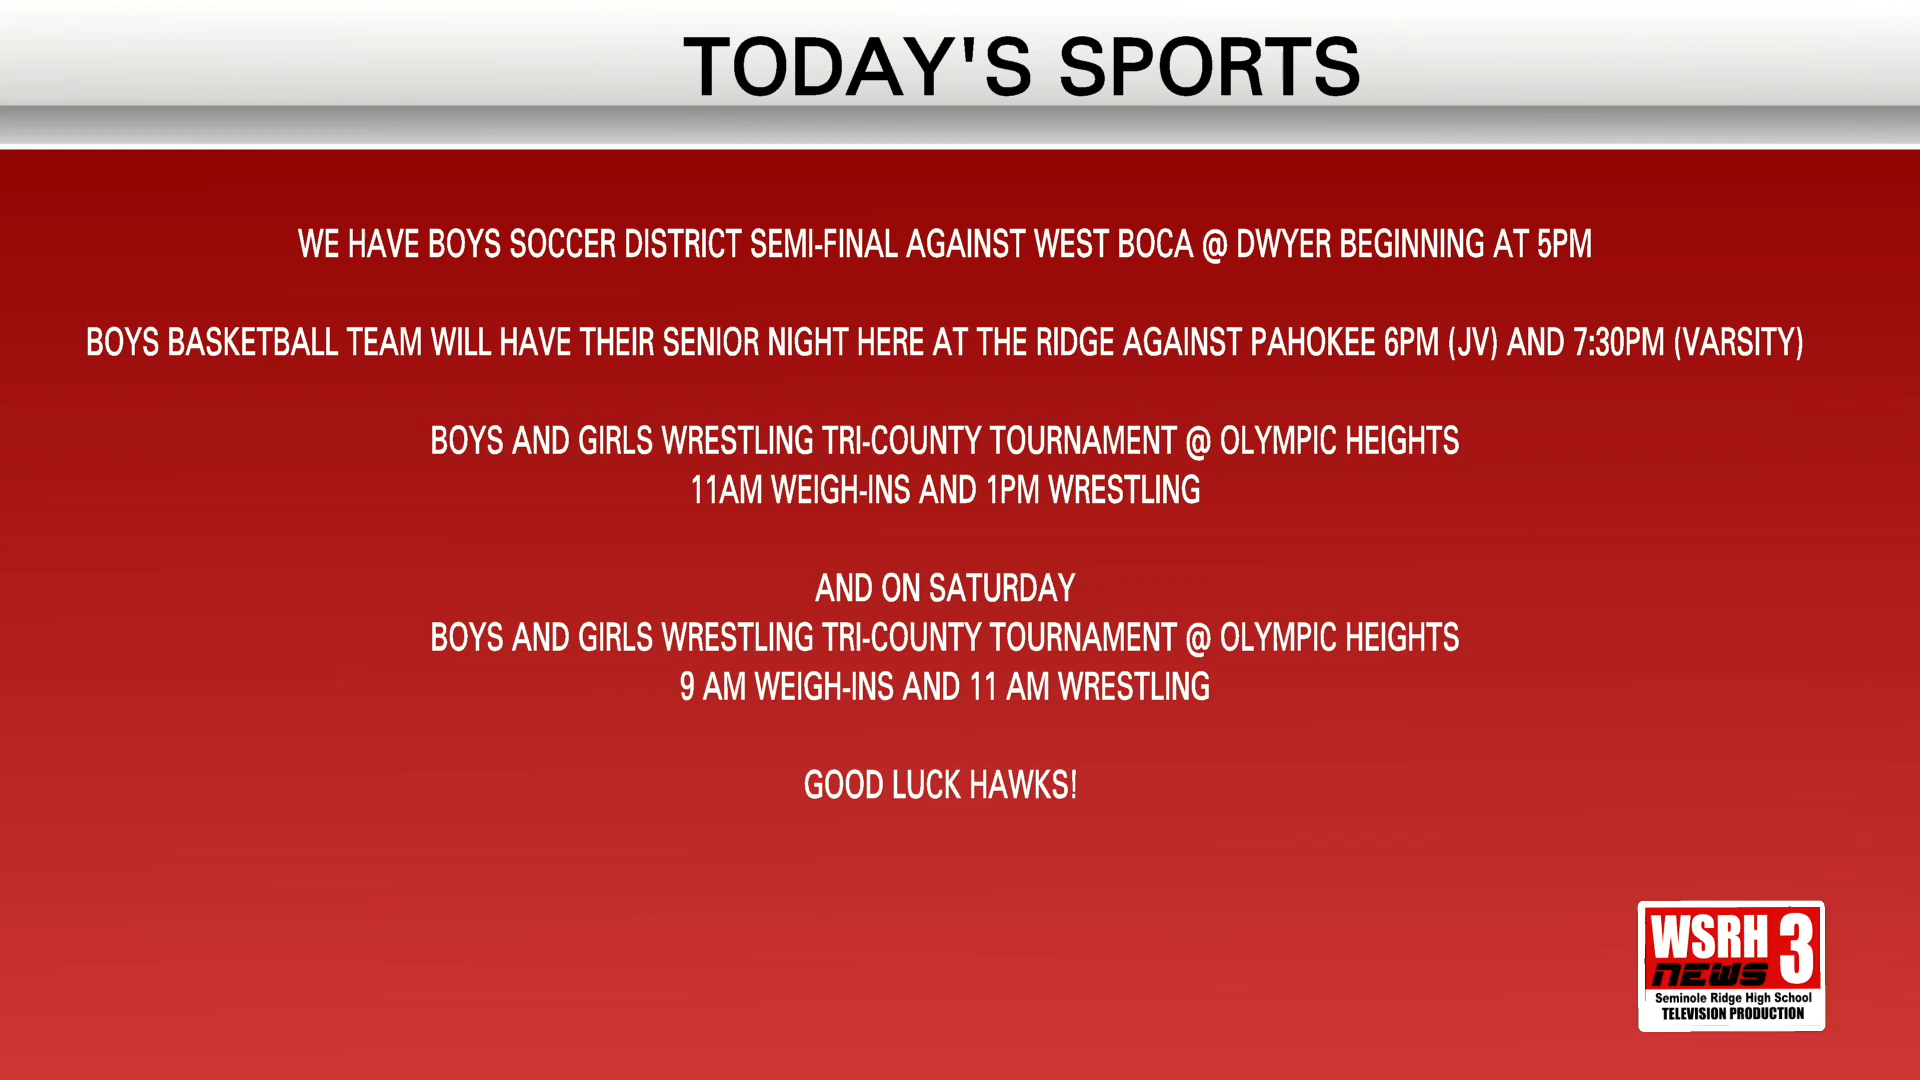 TODAY'S SPORTS
WE HAVE BOYS SOCCER DISTRICT SEMI-FINAL AGAINST WEST BOCA @ DWYER BEGINNING AT 5PM
BOYS BASKETBALL TEAM WILL HAVE THEIR SENIOR NIGHT HERE AT THE RIDGE AGAINST PAHOKEE 6PM (JV) AND 7:30PM (VARSITY)
BOYS AND GIRLS WRESTLING TRI-COUNTY TOURNAMENT @ OLYMPIC HEIGHTS
11AM WEIGH-INS AND 1PM WRESTLING
AND ON SATURDAY
BOYS AND GIRLS WRESTLING TRI-COUNTY TOURNAMENT @ OLYMPIC HEIGHTS
9 AM WEIGH-INS AND 11 AM WRESTLING
GOOD LUCK HAWKS!
WSRH 3
NEWS
Seminole Ridge High School
TELEVISION PRODUCTION